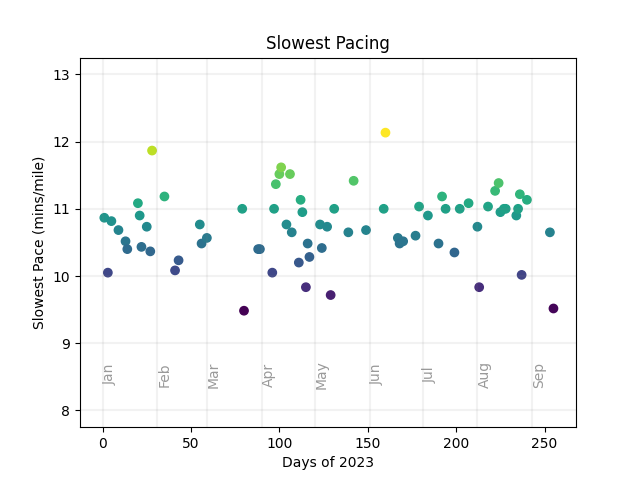 Slowest Pacing
13
12
11
10
9
8
Slowest Pace (mins/mile)
Jan
Feb
Mar
Apr
May
Jun
Jul
Aug
Sep
0 50 100 150 200 250
Days of 2023